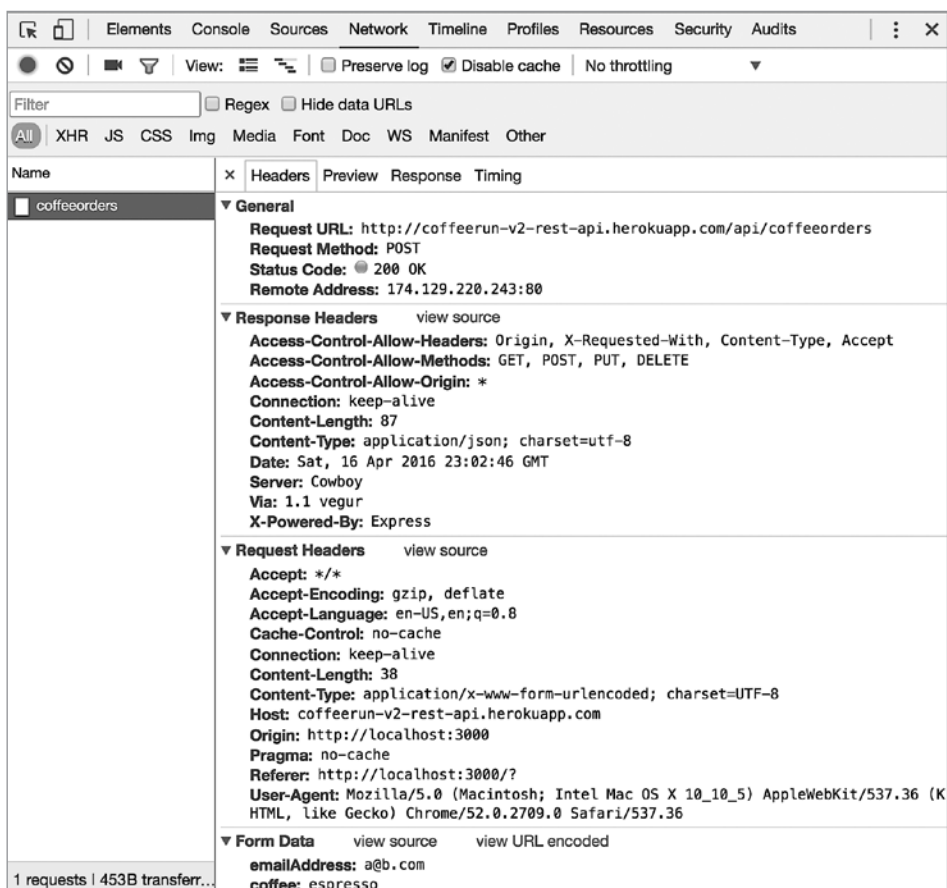 Elements Console Sources Network Timeline Profiles Resources Security Audits
View: Preserve log Disable cache No throttling
Filter Regex Hide data URLs
All XHR JS CSS Img Media Font Doc WS Manifest Other
Name
coffeeorders
× Headers Preview Response Timing
▼ General
Request URL: http://coffeerun-v2-rest-api.herokuapp.com/api/coffeeorders
Request Method: POST
Status Code: 200 OK
Remote Address: 174.129.220.243:80
▼ Response Headers view source
Access-Control-Allow-Headers: Origin, X-Requested-With, Content-Type, Accept
Access-Control-Allow-Methods: GET, POST, PUT, DELETE
Access-Control-Allow-Origin: *
Connection: keep-alive
Content-Length: 87
Content-Type: application/json; charset=utf-8
Date: Sat, 16 Apr 2016 23:02:46 GMT
Server: Cowboy
Via: 1.1 vegur
X-Powered-By: Express
▼ Request Headers view source
Accept: */*
Accept-Encoding: gzip, deflate
Accept-Language: en-US,en;q=0.8
Cache-Control: no-cache
Connection: keep-alive
Content-Length: 38
Content-Type: application/x-www-form-urlencoded; charset=UTF-8
Host: coffeerun-v2-rest-api.herokuapp.com
Origin: http://localhost:3000
Pragma: no-cache
Referer: http://localhost:3000/?
User-Agent: Mozilla/5.0 (Macintosh; Intel Mac OS X 10_10_5) AppleWebKit/537.36 (K
HTML, like Gecko) Chrome/52.0.2709.0 Safari/537.36
▼ Form Data view source view URL encoded
emailAddress: a@b.com
coffee: espresso
1 requests | 453B transferr...